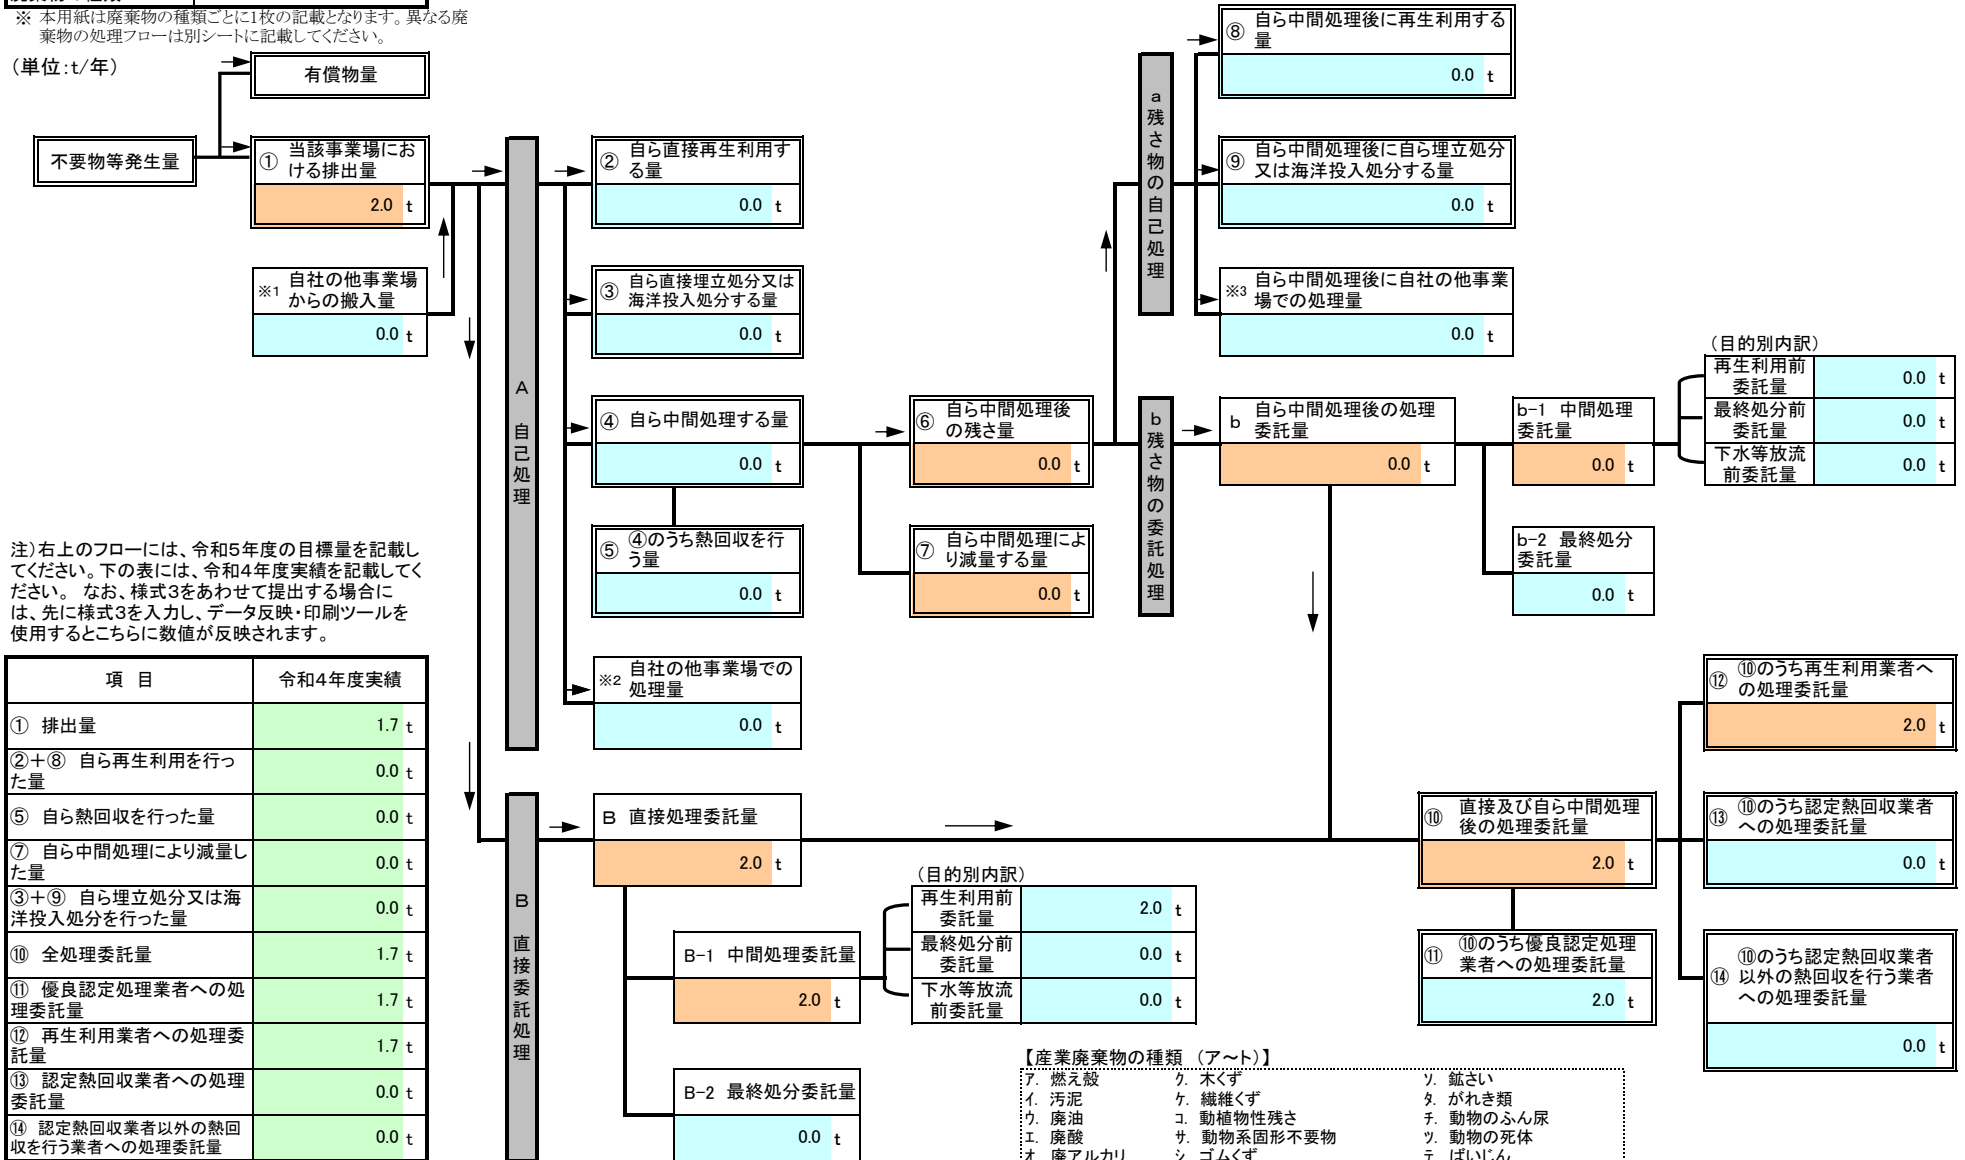 ※ 本用紙は廃棄物の種類ごとに1枚の記載となります。異なる廃
棄物の処理フローは別シートに記載してください。
(単位:t/年)
有償物量
不要物等発生量
① 当該事業場にお
ける排出量
2.0 t
※1 自社の他事業場
からの搬入量
0.0 t
A 自己処理
② 自ら直接再生利用す
る量
0.0 t
③ 自ら直接埋立処分又は
海洋投入処分する量
0.0 t
④ 自ら中間処理する量
0.0 t
⑤ ④のうち熱回収を行
う量
0.0 t
※2 自社の他事業場での
処理量
0.0 t
⑥ 自ら中間処理後
の残さ量
0.0 t
⑦ 自ら中間処理によ
り減量する量
0.0 t
a 残さ物の自己処理
⑧ 自ら中間処理後に再生利用する
量
0.0 t
⑨ 自ら中間処理後に自ら埋立処分
又は海洋投入処分する量
0.0 t
※3 自ら中間処理後に自社の他事業
場での処理量
0.0 t
b 残さ物の委託処理
b 自ら中間処理後の処理
委託量
0.0 t
b-1 中間処理
委託量
0.0 t
b-2 最終処分
委託量
0.0 t
(目的別内訳)
再生利用前
委託量
0.0 t
最終処分前
委託量
0.0 t
下水等放流
前委託量
0.0 t
注)右上のフローには、令和5年度の目標量を記載し
てください。下の表には、令和4年度実績を記載してく
ださい。 なお、様式3をあわせて提出する場合に
は、先に様式3を入力し、データ反映・印刷ツールを
使用するとこちらに数値が反映されます。
項 目 令和4年度実績
① 排出量 1.7 t
②+⑧ 自ら再生利用を行っ
た量 0.0 t
⑤ 自ら熱回収を行った量 0.0 t
⑦ 自ら中間処理により減量し
た量 0.0 t
③+⑨ 自ら埋立処分又は海
洋投入処分を行った量 0.0 t
⑩ 全処理委託量 1.7 t
⑪ 優良認定処理業者への処
理委託量 1.7 t
⑫ 再生利用業者への処理委
託量 1.7 t
⑬ 認定熱回収業者への処理
委託量 0.0 t
⑭ 認定熱回収業者以外の熱回
収を行う業者への処理委託量 0.0 t
B 直接委託処理
B 直接処理委託量
2.0 t
B-1 中間処理委託量
2.0 t
B-2 最終処分委託量
0.0 t
(目的別内訳)
再生利用前
委託量
2.0 t
最終処分前
委託量
0.0 t
下水等放流
前委託量
0.0 t
⑩ 直接及び自ら中間処理
後の処理委託量
2.0 t
⑪ ⑩のうち優良認定処理
業者への処理委託量
2.0 t
⑫ ⑩のうち再生利用業者へ
の処理委託量
2.0 t
⑬ ⑩のうち認定熱回収業者
への処理委託量
0.0 t
⑭ ⑩のうち認定熱回収業者
以外の熱回収を行う業者
への処理委託量
0.0 t
【産業廃棄物の種類 (ア~ト)】
ア. 燃え殻 ク. 木くず ソ. 鉱さい
イ. 汚泥 ケ. 繊維くず タ. がれき類
ウ. 廃油 コ. 動植物性残さ チ. 動物のふん尿
エ. 廃酸 サ. 動物系固形不要物 ツ. 動物の死体
オ. 廃アルカリ シ. ゴムくず テ. ばいじん